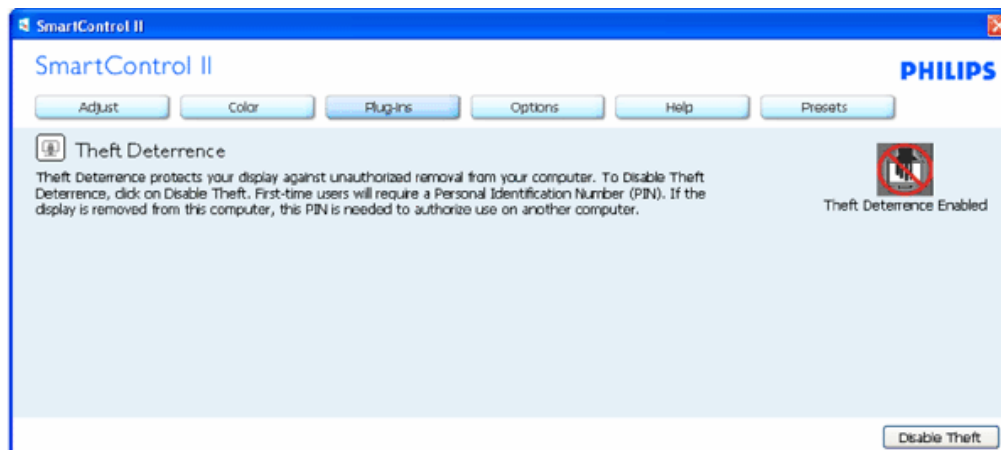 SmartControl II
SmartControl II
PHILIPS
Adjust Color Plug-Ins Options Help Presets
Theft Deterrence
Theft Deterrence protects your display against unauthorized removal from your computer. To Disable Theft
Deterrence, click on Disable Theft. First-time users will require a Personal Identification Number (PIN). If the
display is removed from this computer, this PIN is needed to authorize use on another computer.
Theft Deterrence Enabled
Disable Theft